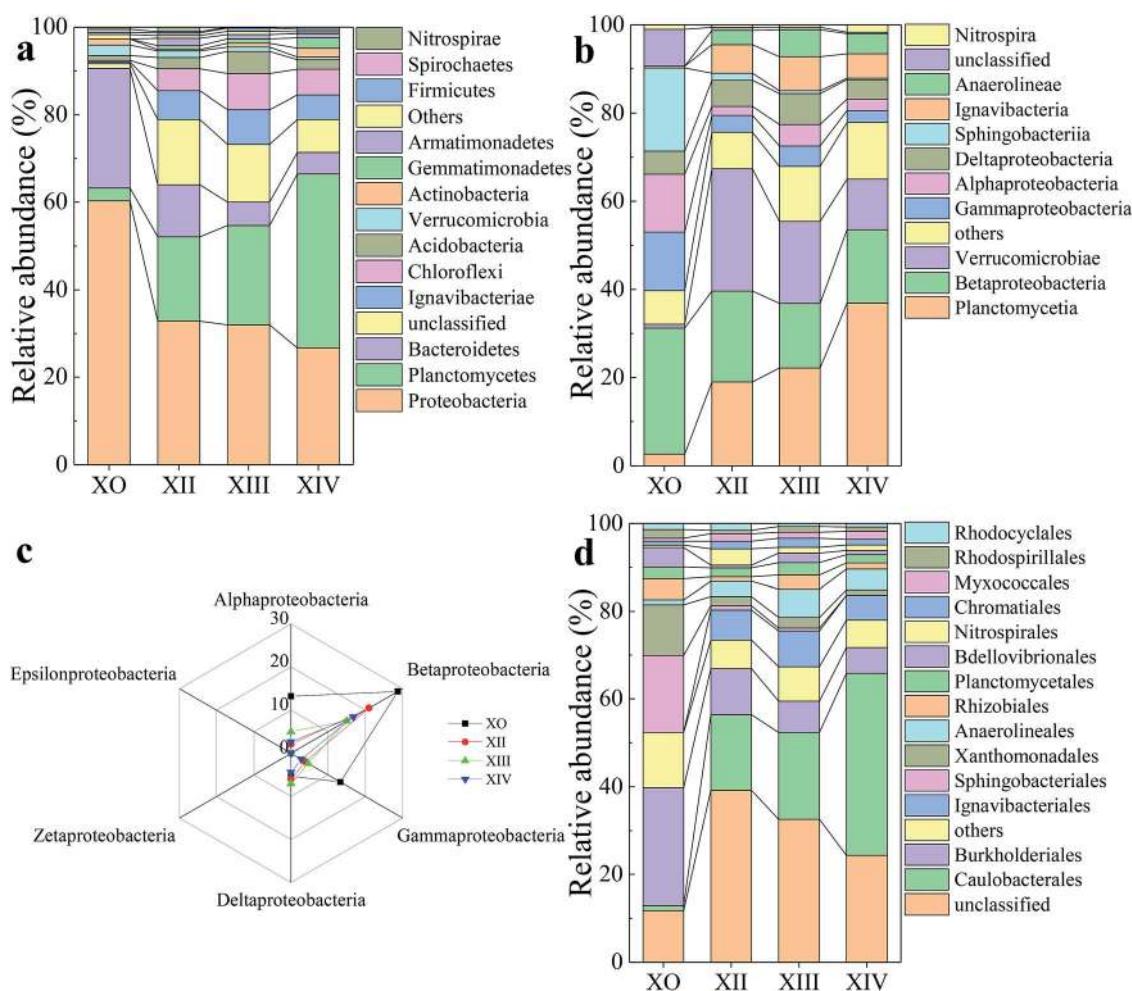 a
Relative abundance (%)
100
80
60
40
20
0
XO XII XIII XIV
Nitrospirae
Spirochaetes
Firmicutes
Others
Armatimonadetes
Gemmatimonadetes
Actinobacteria
Verrucomicrobia
Acidobacteria
Chloroflexi
Ignavibacteriae
unclassified
Bacteroidetes
Planctomycetes
Proteobacteria
b
Relative abundance (%)
100
80
60
40
20
0
XO XII XIII XIV
Nitrospira
unclassified
Anaerolineae
Ignavibacteria
Sphingobacteriia
Deltaproteobacteria
Alphaproteobacteria
Gammaproteobacteria
others
Verrucomicrobiae
Betaproteobacteria
Planctomycetia
c
Alphaproteobacteria
30
20
10
0
Epsilonproteobacteria
Betaproteobacteria
Zetaproteobacteria
Gammaproteobacteria
Deltaproteobacteria
XO
XII
XIII
XIV
d
Relative abundance (%)
100
80
60
40
20
0
XO XII XIII XIV
Rhodocyclales
Rhodospirillales
Myxococcales
Chromatiales
Nitrospirales
Bdellovibrionales
Planctomycetales
Rhizobiales
Anaerolineales
Xanthomonadales
Sphingobacteriales
Ignavibacteriales
others
Burkholderiales
Caulobacterales
unclassified